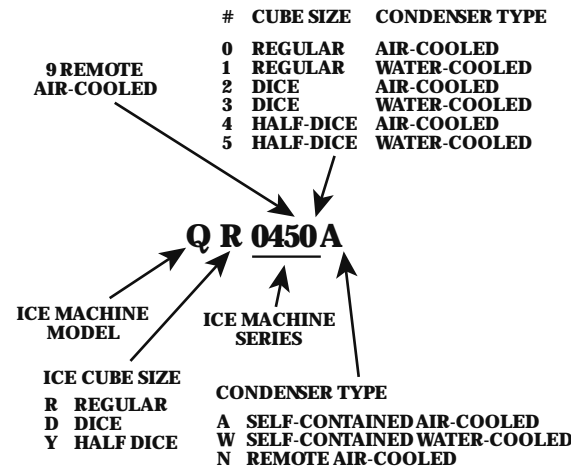 # CUBE SIZE CONDENSER TYPE
0 REGULAR AIR-COOLED
1 REGULAR WATER-COOLED
2 DICE AIR-COOLED
3 DICE WATER-COOLED
4 HALF-DICE AIR-COOLED
5 HALF-DICE WATER-COOLED
9 REMOTE
AIR-COOLED
Q R 0450 A
ICE MACHINE
MODEL
ICE MACHINE
SERIES
ICE CUBE SIZE
R REGULAR
D DICE
Y HALF DICE
CONDENSER TYPE
A SELF-CONTAINED AIR-COOLED
W SELF-CONTAINED WATER-COOLED
N REMOTE AIR-COOLED